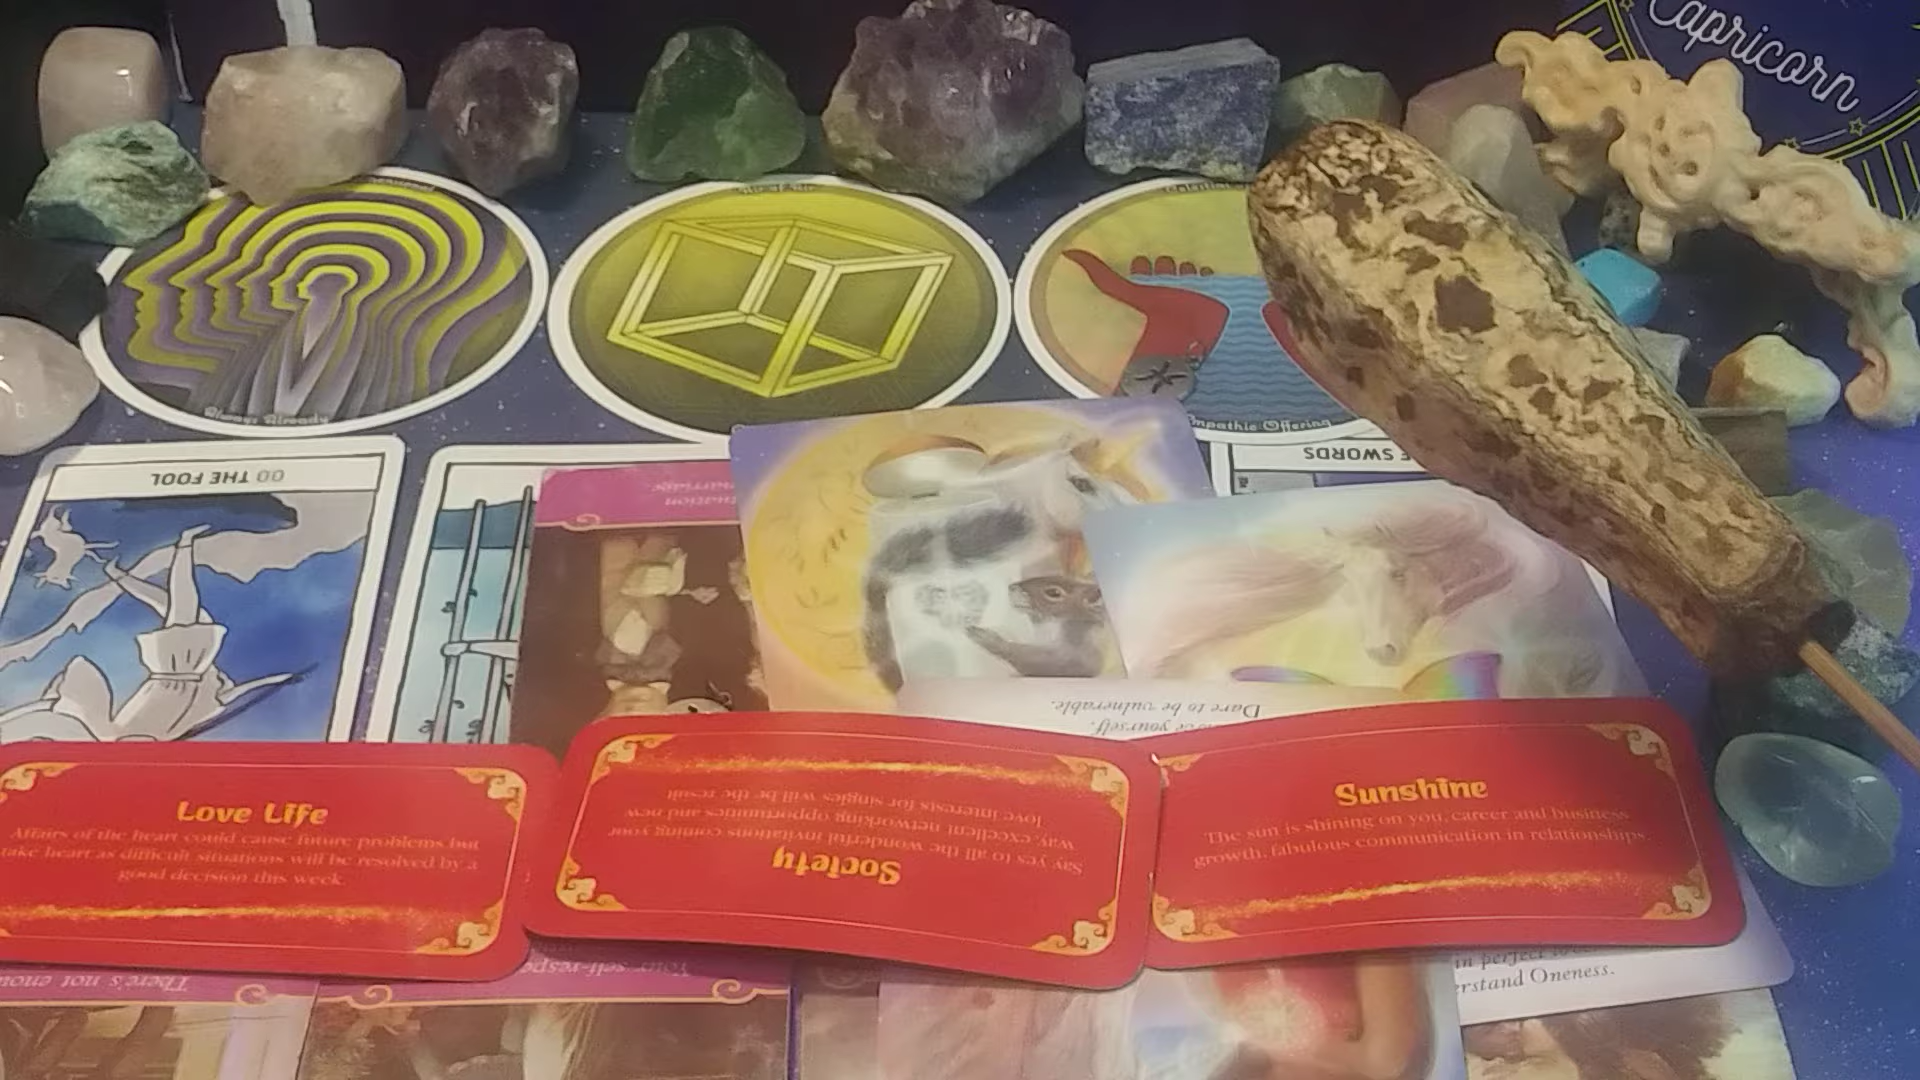 Capricorn
Always Already
Empathic Offering
00 THE FOOL
SWORDS
Dare to be vulnerable.
yourself.
Love Life
Affairs of the heart could cause future problems but
take heart as difficult situations will be resolved by a
good decision this week.
Society
Say yes to all the wonderful invitations coming your
way, excellent networking opportunities and new
love interests for singles will be the result
Sunshine
The sun is shining on you, career and business
growth, fabulous communication in relationships.
There's not
Your
in perfect
Oneness.